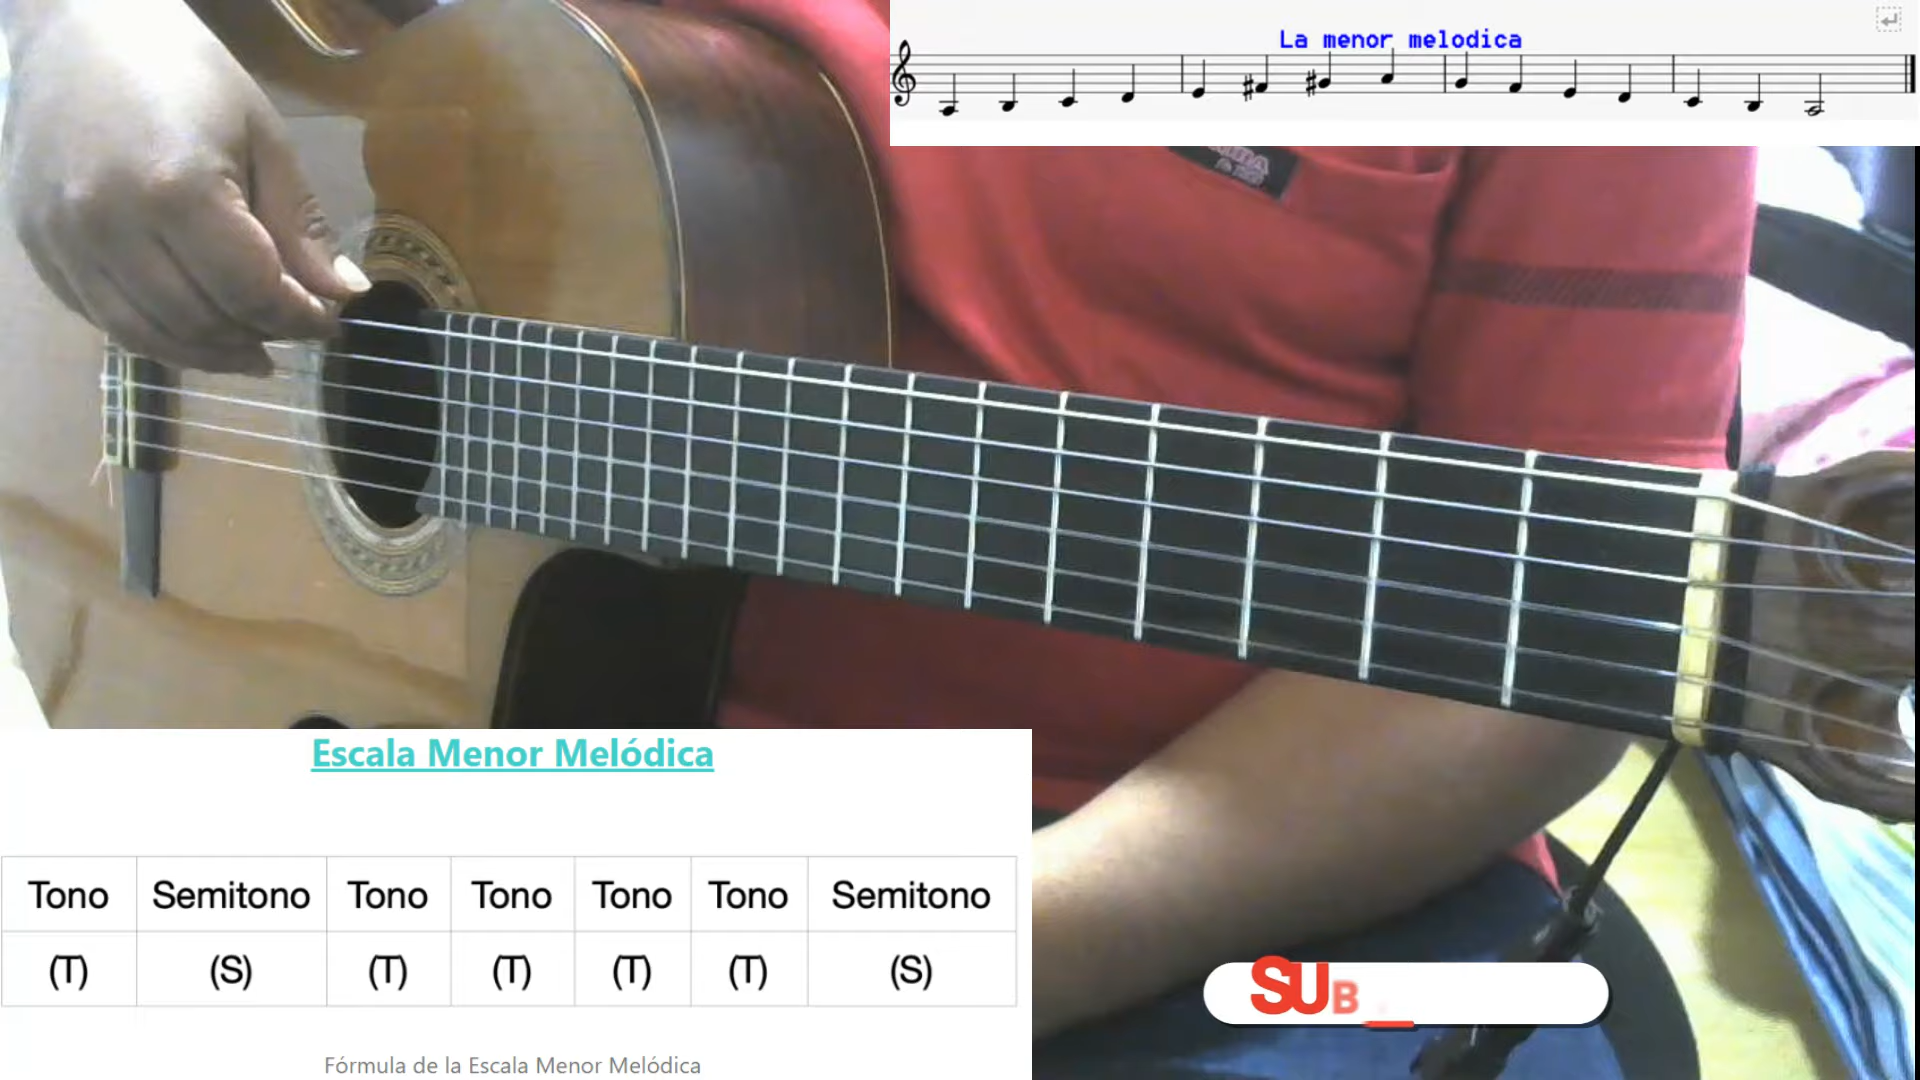 La menor melodica
Escala Menor Melódica
Tono Semitono Tono Tono Tono Tono Semitono
(T) (S) (T) (T) (T) (T) (S)
Fórmula de la Escala Menor Melódica
SUB